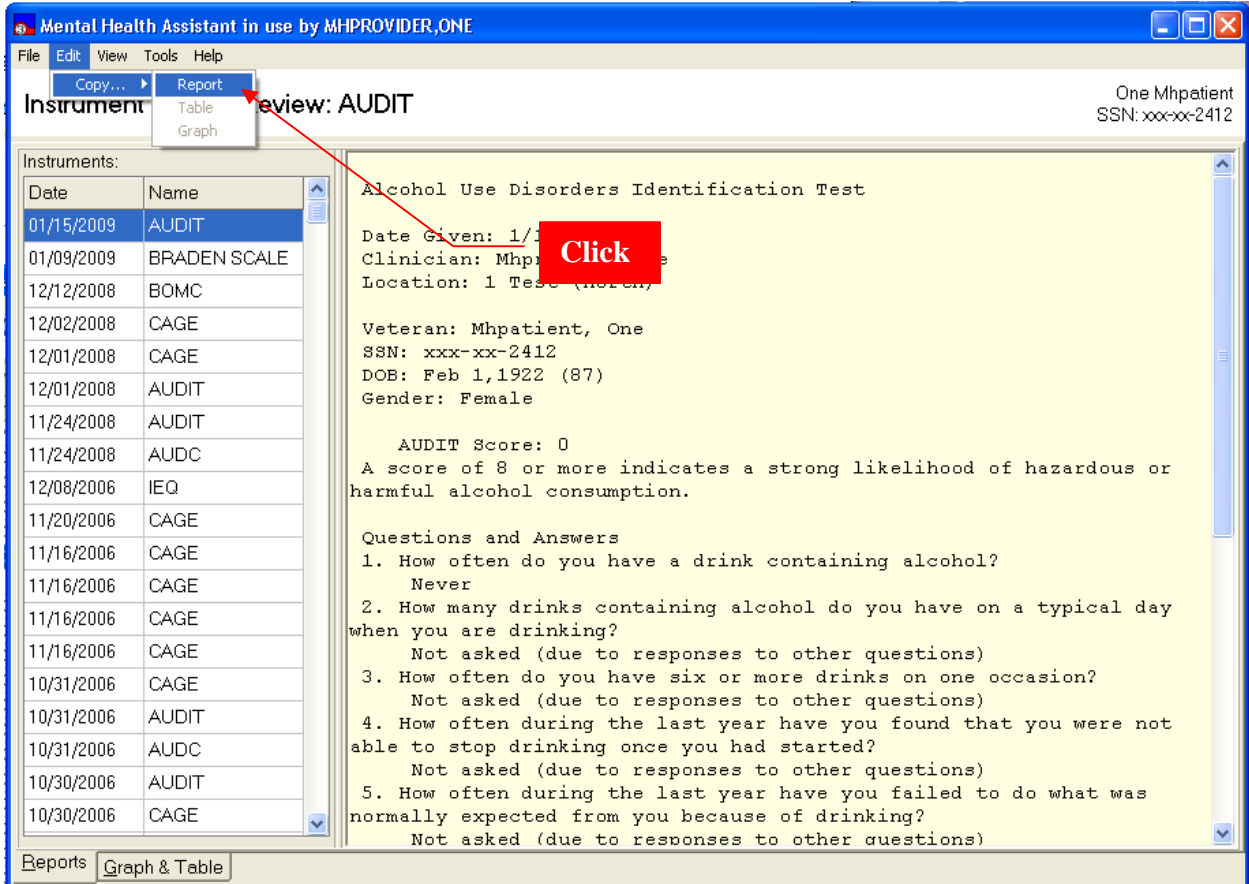 Mental Health Assistant in use by MHPROVIDER,ONE
File Edit View Tools Help
Copy... Report
Table
Graph
Instrument eview: AUDIT
One Mhpatient
SSN: xxx-xx-2412
Instruments:
Date Name
01/15/2009 AUDIT
01/09/2009 BRADEN SCALE
12/12/2008 BOMC
12/02/2008 CAGE
12/01/2008 CAGE
12/01/2008 AUDIT
11/24/2008 AUDIT
11/24/2008 AUDC
12/08/2006 IEQ
11/20/2006 CAGE
11/16/2006 CAGE
11/16/2006 CAGE
11/16/2006 CAGE
11/16/2006 CAGE
10/31/2006 CAGE
10/31/2006 AUDIT
10/31/2006 AUDC
10/30/2006 AUDIT
10/30/2006 CAGE
Alcohol Use Disorders Identification Test
Date Given: 1/1
Clinician: Mhpr e
Location: 1 Test (North)
Click
Veteran: Mhpatient, One
SSN: xxx-xx-2412
DOB: Feb 1,1922 (87)
Gender: Female
AUDIT Score: 0
A score of 8 or more indicates a strong likelihood of hazardous or
harmful alcohol consumption.
Questions and Answers
1. How often do you have a drink containing alcohol?
Never
2. How many drinks containing alcohol do you have on a typical day
when you are drinking?
Not asked (due to responses to other questions)
3. How often do you have six or more drinks on one occasion?
Not asked (due to responses to other questions)
4. How often during the last year have you found that you were not
able to stop drinking once you had started?
Not asked (due to responses to other questions)
5. How often during the last year have you failed to do what was
normally expected from you because of drinking?
Not asked (due to responses to other questions)
Reports Graph & Table